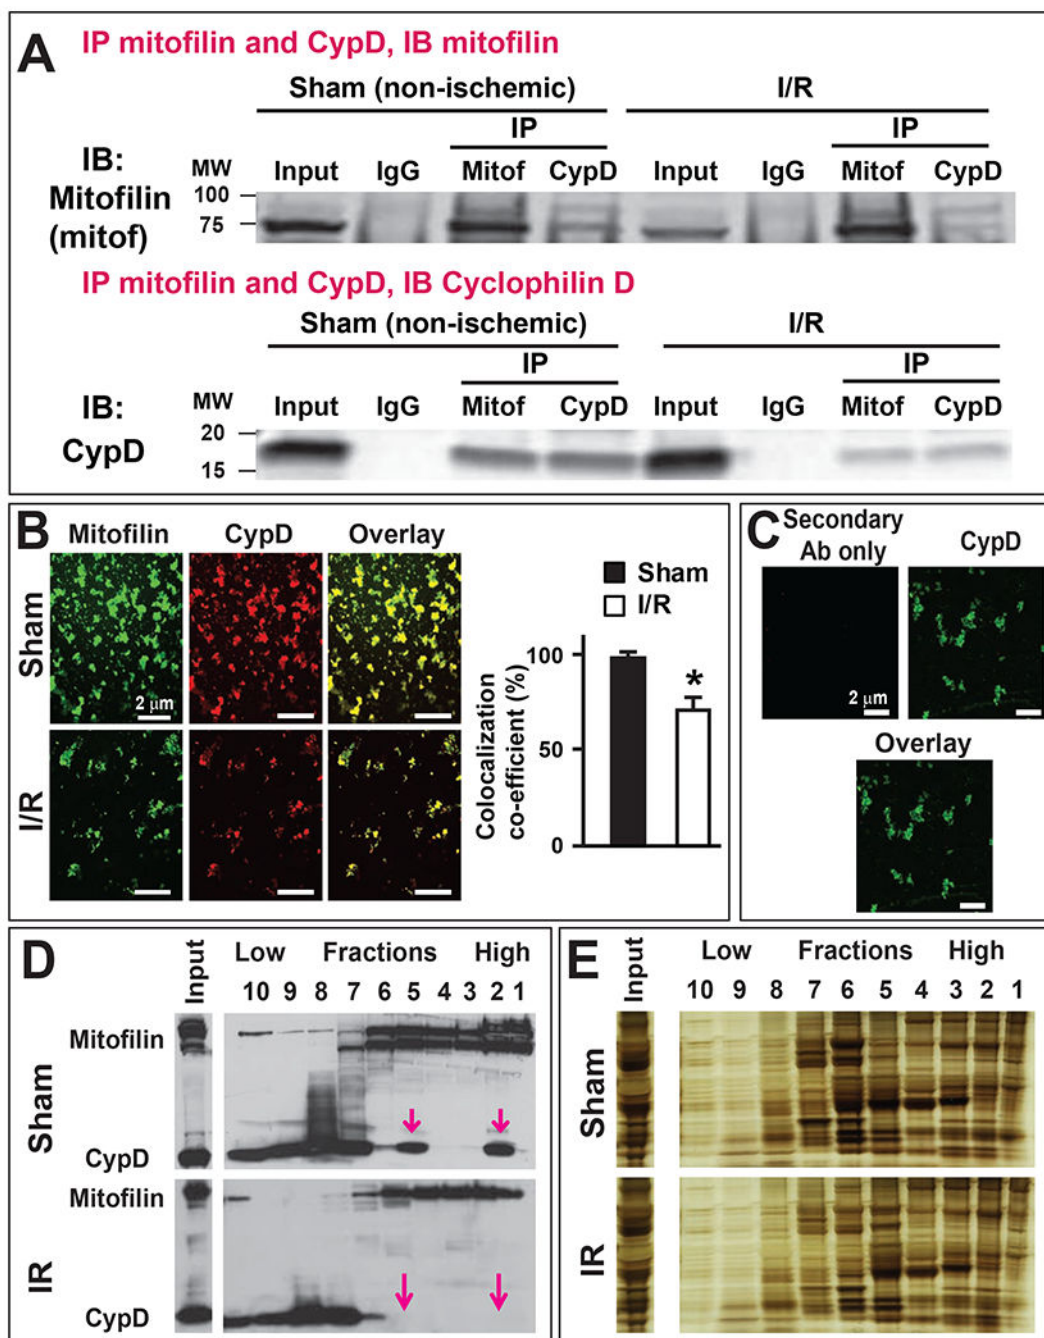 A
IP mitofilin and CypD, IB mitofilin
Sham (non-ischemic) I/R
IP IP
IB:
Mitofilin
(mitof)
MW Input IgG Mitof CypD Input IgG Mitof CypD
100
75
IP mitofilin and CypD, IB Cyclophilin D
Sham (non-ischemic) I/R
IP IP
IB:
CypD
MW Input IgG Mitof CypD Input IgG Mitof CypD
20
15
B
Mitofilin CypD Overlay
Sham
2 μm
I/R
Sham
I/R
Colocalization
co-efficient (%)
100
50
0
*
C
Secondary
Ab only
CypD
2 μm
Overlay
D
Input
Low Fractions High
10 9 8 7 6 5 4 3 2 1
Sham
Mitofilin
CypD
IR
Mitofilin
CypD
E
Input
Low Fractions High
10 9 8 7 6 5 4 3 2 1
Sham
IR